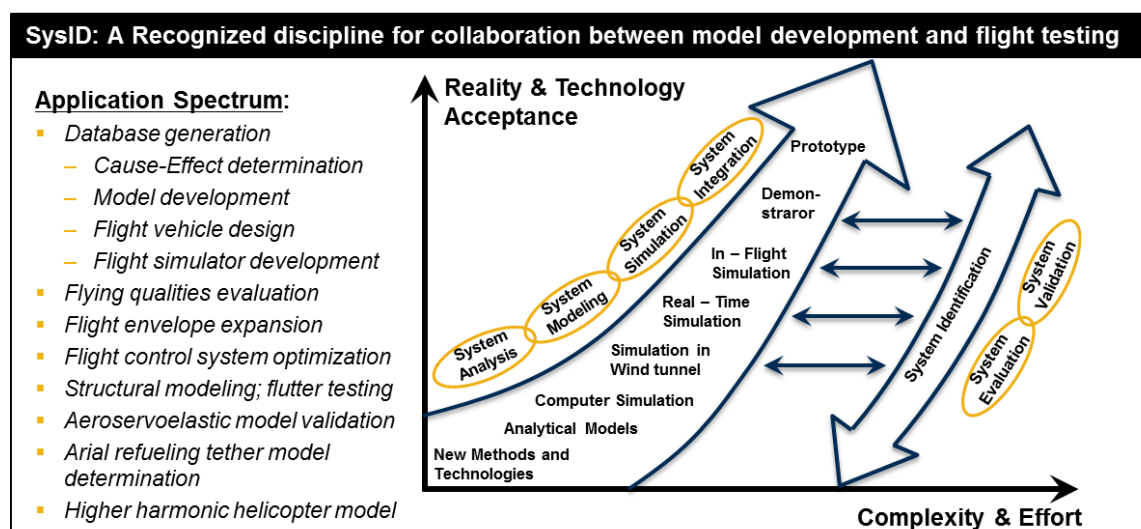 SysID: A Recognized discipline for collaboration between model development and flight testing
Application Spectrum:
Database generation
– Cause-Effect determination
– Model development
– Flight vehicle design
– Flight simulator development
Flying qualities evaluation
Flight envelope expansion
Flight control system optimization
Structural modeling; flutter testing
Aeroservoelastic model validation
Arial refueling tether model
determination
Higher harmonic helicopter model
Reality & Technology
Acceptance
System
Integration
System
Simulation
System
Modeling
System
Analysis
Prototype
Demon-
straror
In – Flight
Simulation
Real – Time
Simulation
Simulation in
Wind tunnel
Computer Simulation
Analytical Models
New Methods and
Technologies
System Identification
System
Validation
System
Evaluation
Complexity & Effort